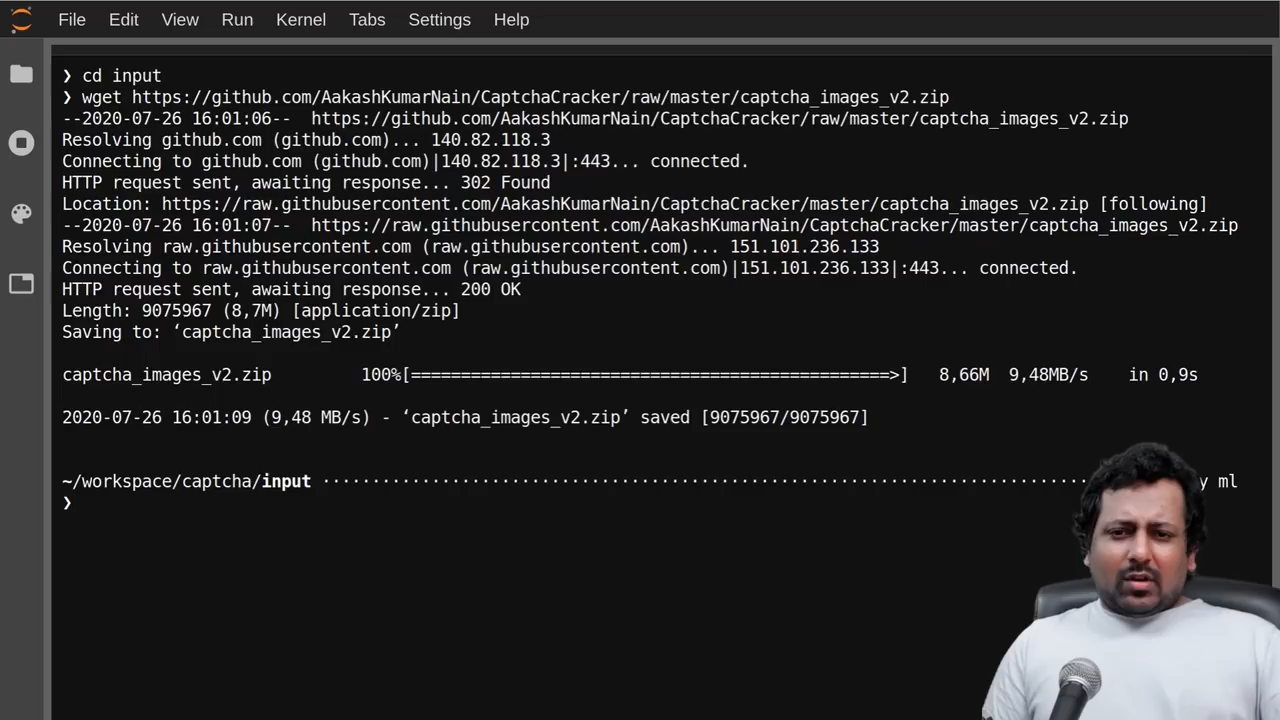 File Edit View Run Kernel Tabs Settings Help
❯ cd input
❯ wget https://github.com/AakashKumarNain/CaptchaCracker/raw/master/captcha_images_v2.zip
--2020-07-26 16:01:06--  https://github.com/AakashKumarNain/CaptchaCracker/raw/master/captcha_images_v2.zip
Resolving github.com (github.com)... 140.82.118.3
Connecting to github.com (github.com)|140.82.118.3|:443... connected.
HTTP request sent, awaiting response... 302 Found
Location: https://raw.githubusercontent.com/AakashKumarNain/CaptchaCracker/master/captcha_images_v2.zip [following]
--2020-07-26 16:01:07--  https://raw.githubusercontent.com/AakashKumarNain/CaptchaCracker/master/captcha_images_v2.zip
Resolving raw.githubusercontent.com (raw.githubusercontent.com)... 151.101.236.133
Connecting to raw.githubusercontent.com (raw.githubusercontent.com)|151.101.236.133|:443... connected.
HTTP request sent, awaiting response... 200 OK
Length: 9075967 (8,7M) [application/zip]
Saving to: ‘captcha_images_v2.zip’
captcha_images_v2.zip         100%[================================================>]   8,66M  9,48MB/s    in 0,9s
2020-07-26 16:01:09 (9,48 MB/s) - ‘captcha_images_v2.zip’ saved [9075967/9075967]
~/workspace/captcha/input ············································································· y ml
❯